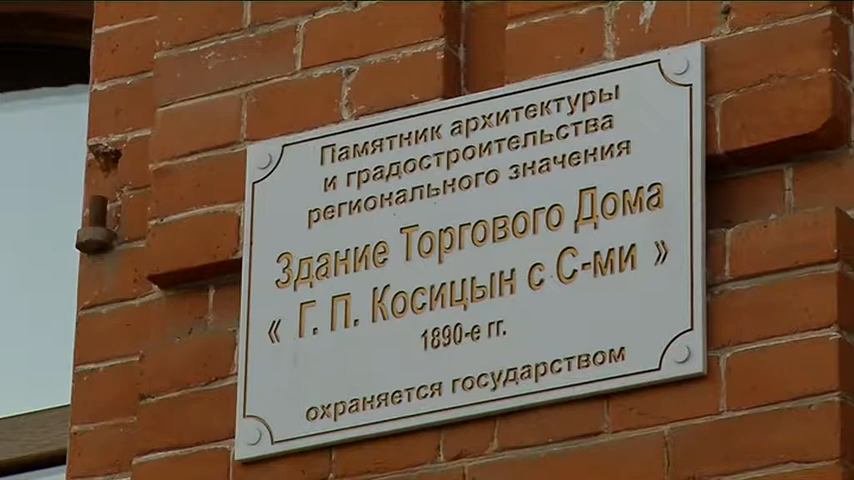 Памятник архитектуры
и градостроительства
регионального значения
Здание Торгового Дома
« Г. П. Косицын с С-ми »
1890-е гг.
охраняется государством